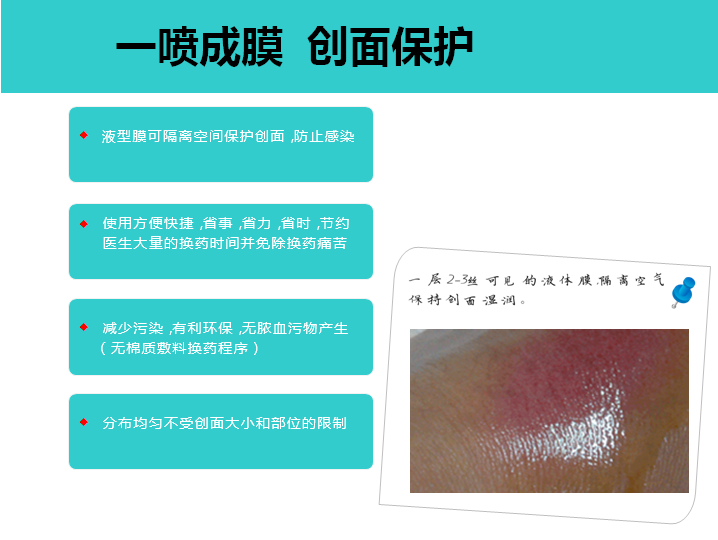 一喷成膜 创面保护
液型膜可隔离空间保护创面 ,防止感染
使用方便快捷 ,省事 ,省力 ,省时 ,节约
医生大量的换药时间并免除换药痛苦
减少污染 ,有利环保 ,无脓血污物产生
( 无棉质敷料换药程序 )
分布均匀不受创面大小和部位的限制
一层2-3丝可见的液体膜.隔离空气
保持创面湿润。